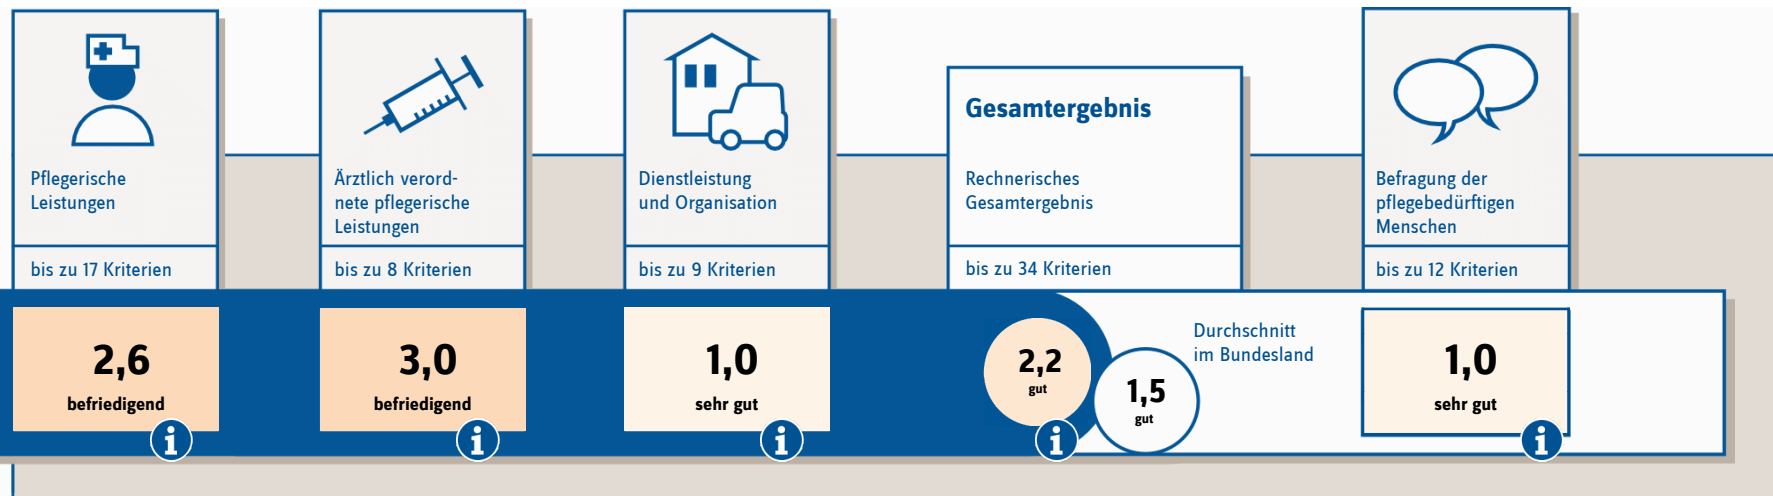 Pflegerische
Leistungen
bis zu 17 Kriterien
2,6
befriedigend
i
Ärztlich verord-
nete pflegerische
Leistungen
bis zu 8 Kriterien
3,0
befriedigend
i
Dienstleistung
und Organisation
bis zu 9 Kriterien
1,0
sehr gut
i
Gesamtergebnis
Rechnerisches
Gesamtergebnis
bis zu 34 Kriterien
2,2
gut
i
1,5
gut
Durchschnitt
im Bundesland
Befragung der
pflegebedürftigen
Menschen
bis zu 12 Kriterien
1,0
sehr gut
i